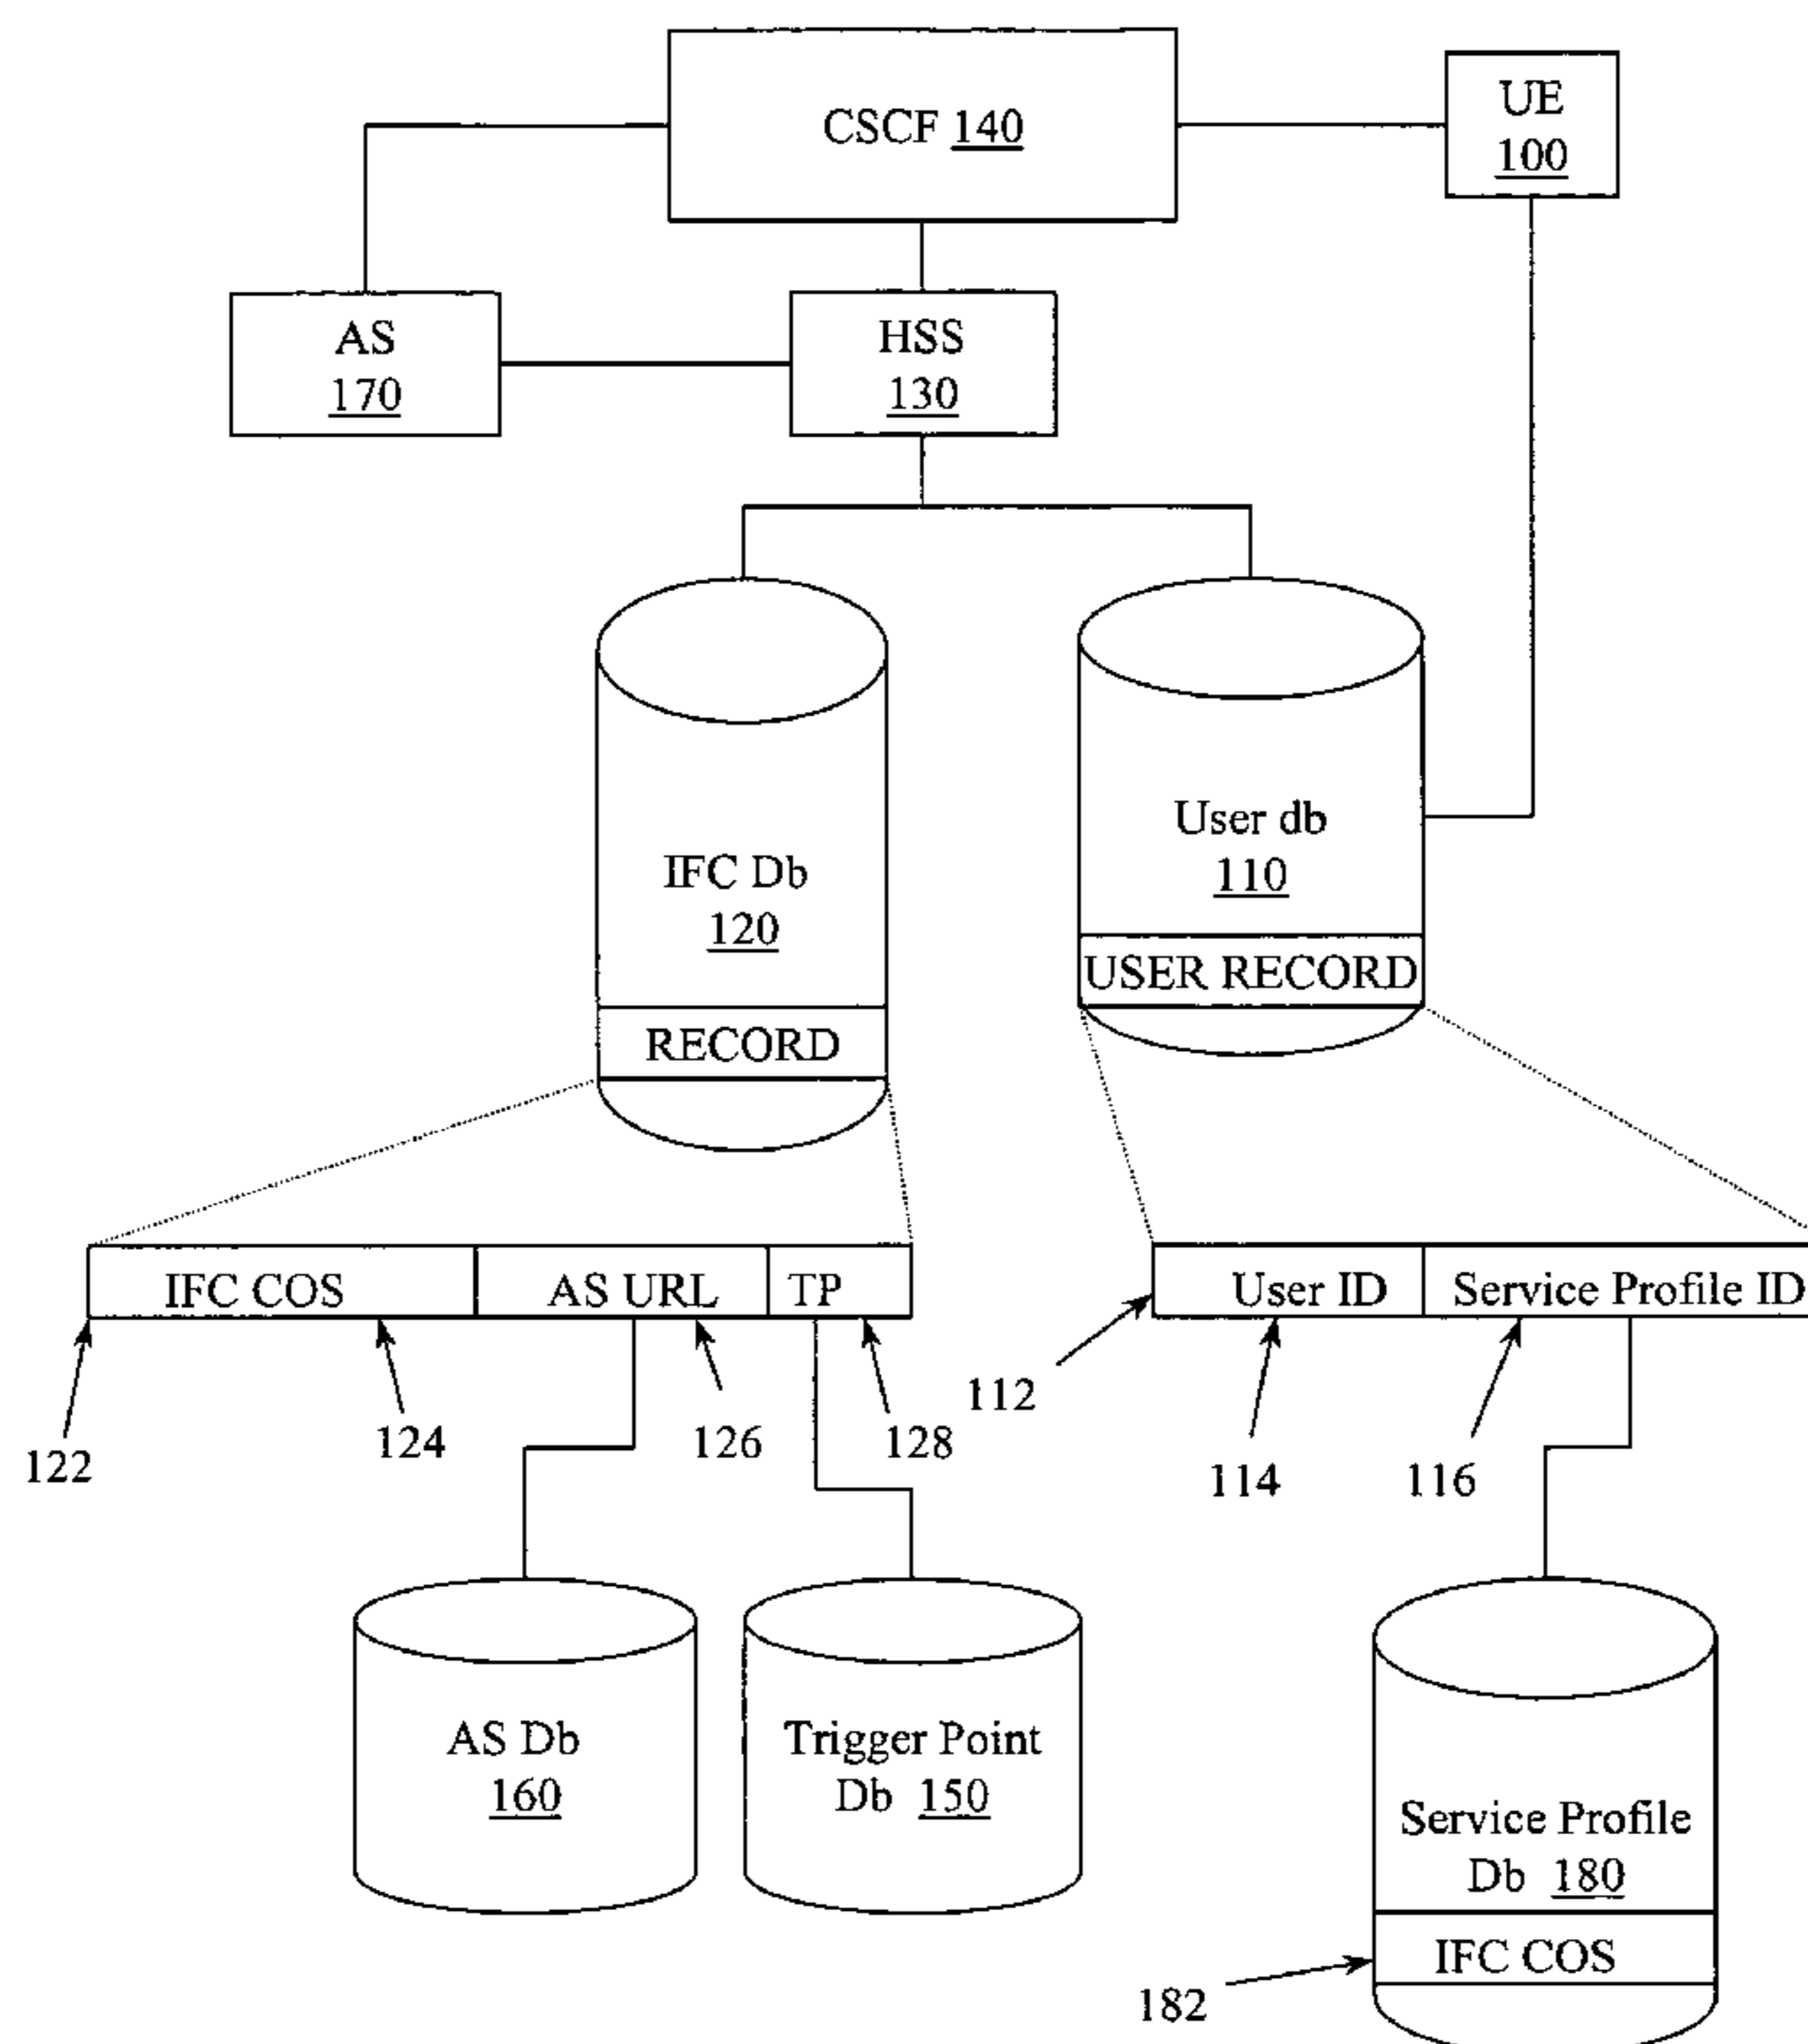 CSCF 140
UE
100
AS
170
HSS
130
User db
110
IFC Db
120
USER RECORD
RECORD
IFC COS
AS URL
TP
User ID
Service Profile ID
122
124
126
128
112
114
116
AS Db
160
Trigger Point
Db 150
Service Profile
Db 180
IFC COS
182